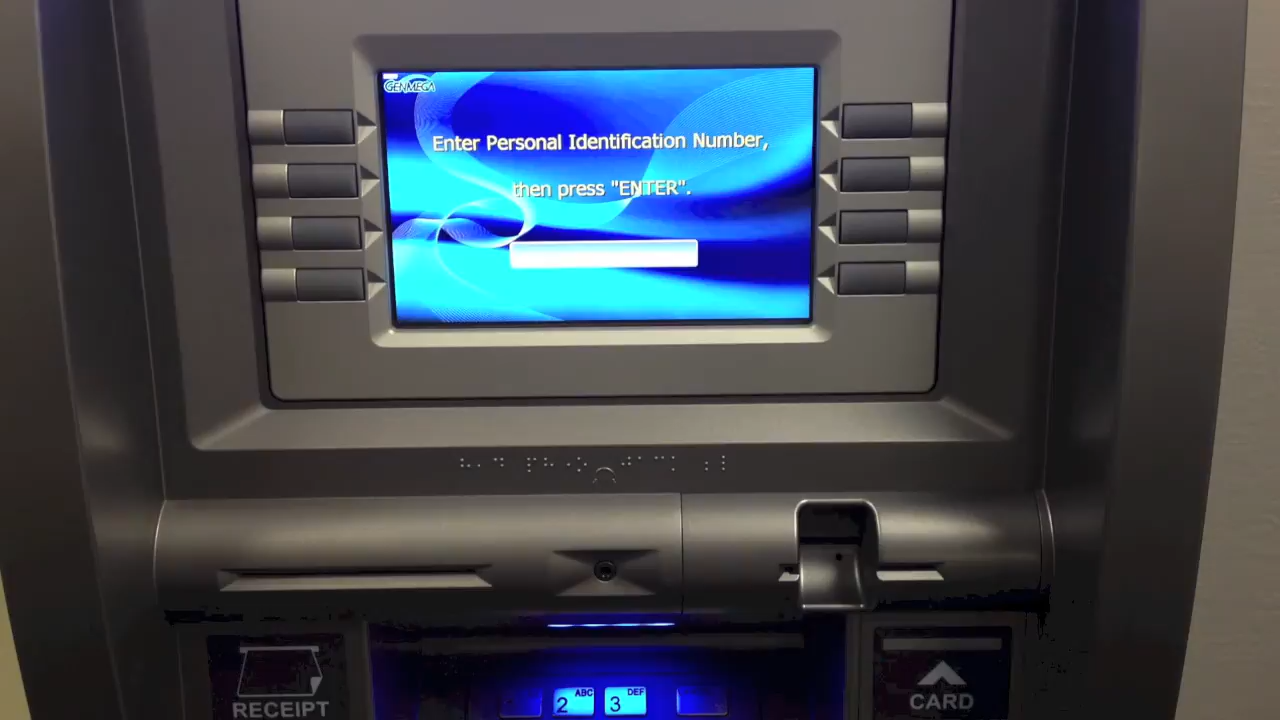 GENMEGA
Enter Personal Identification Number,
then press "ENTER".
2 ABC
3 DEF
RECEIPT
CARD